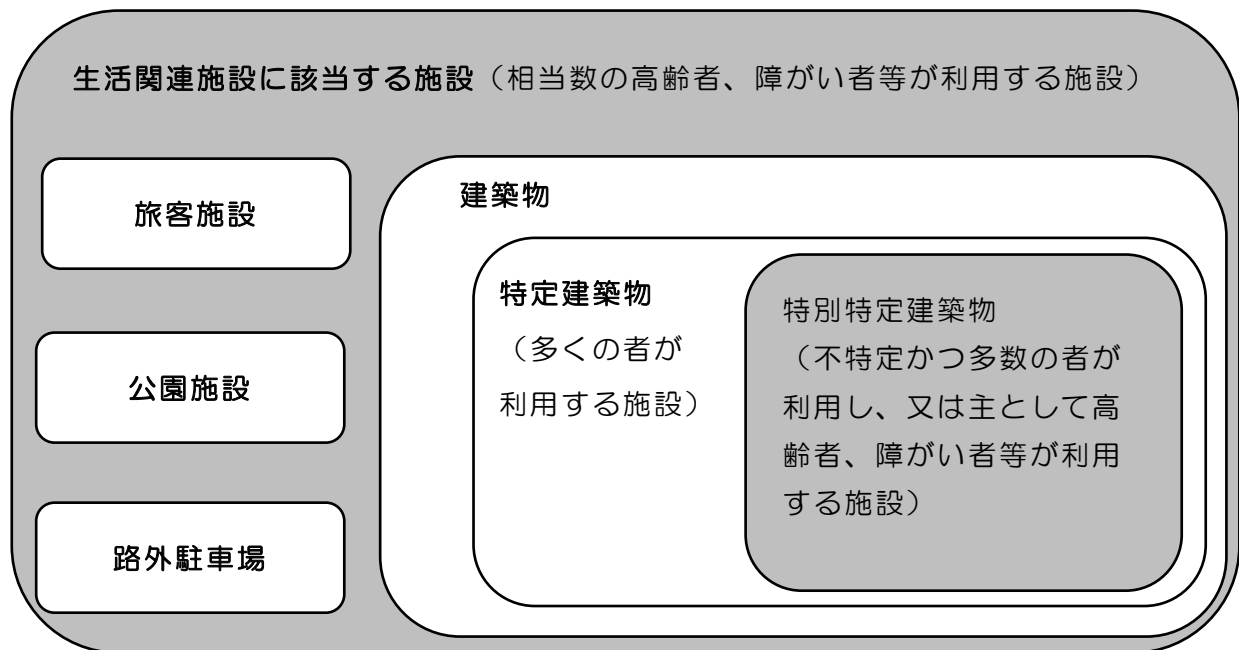 生活関連施設に該当する施設（相当数の高齢者、障がい者等が利用する施設）
旅客施設
公園施設
路外駐車場
建築物
特定建築物
（多くの者が
利用する施設）
特別特定建築物
（不特定かつ多数の者が
利用し、又は主として高
齢者、障がい者等が利用
する施設）